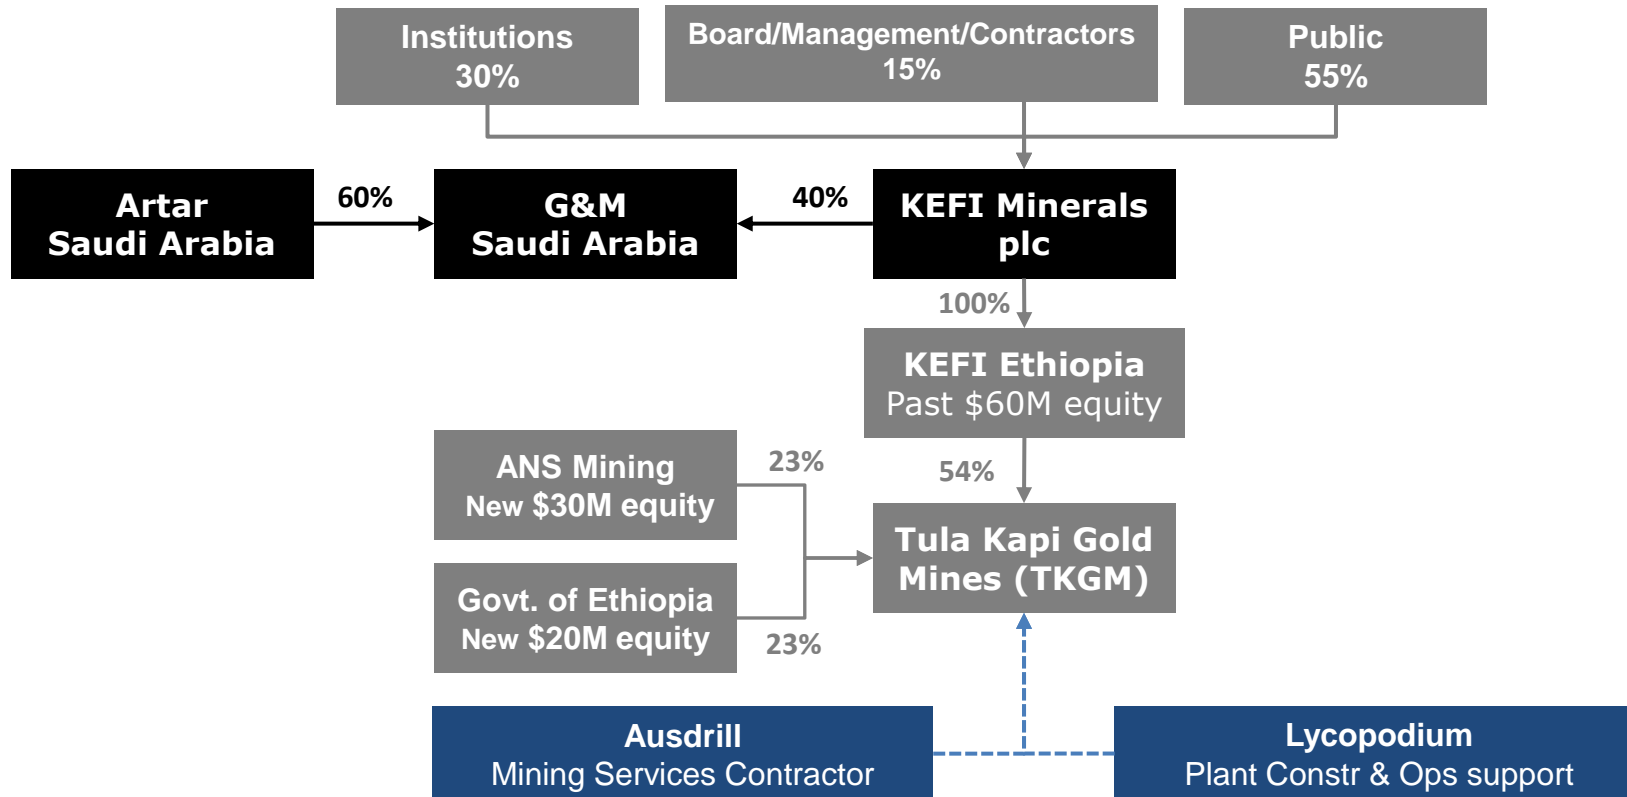 Institutions
30%
Board/Management/Contractors
15%
Public
55%
Artar
Saudi Arabia
60%
G&M
Saudi Arabia
40%
KEFI Minerals
plc
100%
KEFI Ethiopia
Past $60M equity
ANS Mining
New $30M equity
23%
54%
Tula Kapi Gold
Mines (TKGM)
Govt. of Ethiopia
New $20M equity
23%
Ausdrill
Mining Services Contractor
Lycopodium
Plant Constr & Ops support